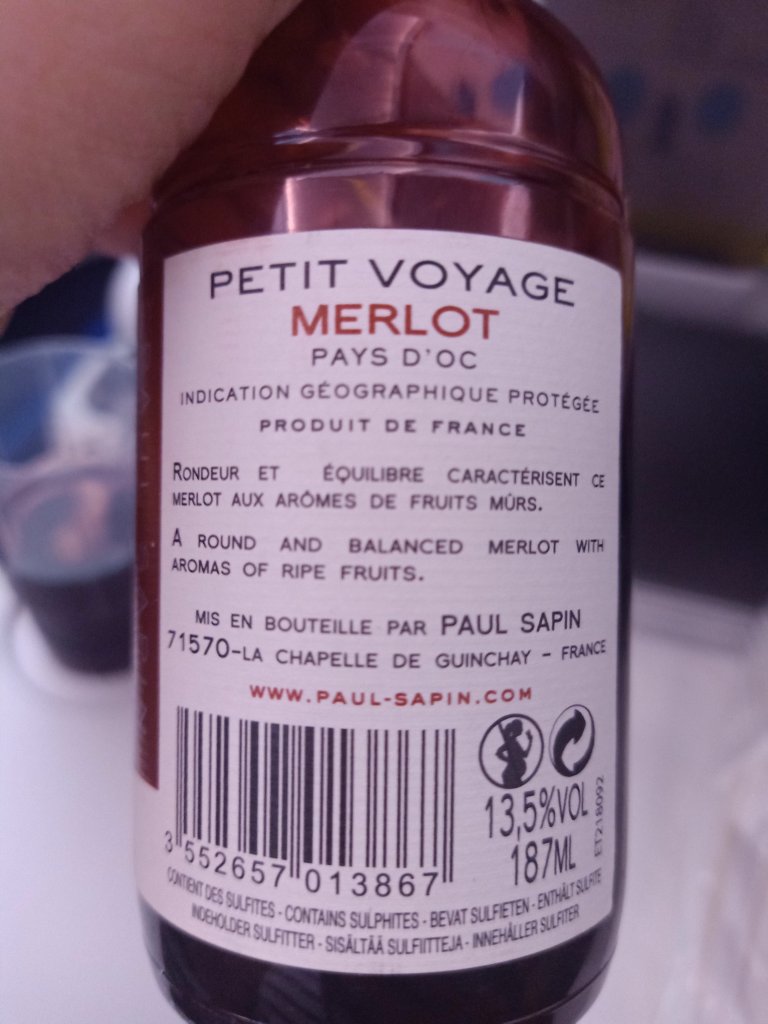 PETIT VOYAGE
MERLOT
PAYS D'OC
INDICATION GÉOGRAPHIQUE PROTÉGÉE
PRODUIT DE FRANCE
RONDEUR ET ÉQUILIBRE CARACTÉRISENT CE
MERLOT AUX ARÔMES DE FRUITS MÛRS.
A ROUND AND BALANCED MERLOT WITH
AROMAS OF RIPE FRUITS.
MIS EN BOUTEILLE PAR PAUL SAPIN
71570-LA CHAPELLE DE GUINCHAY - FRANCE
WWW.PAUL-SAPIN.COM
13,5%VOL
187ML
ET218092
3 552657 013867
CONTIENT DES SULFITES - CONTAINS SULPHITES - BEVAT SULFIETEN - ENTHÄLT SULFITE
INDEHOLDER SULFITTER - SISÄLTÄÄ SULFIITTEJA - INNEHÅLLER SULFITER